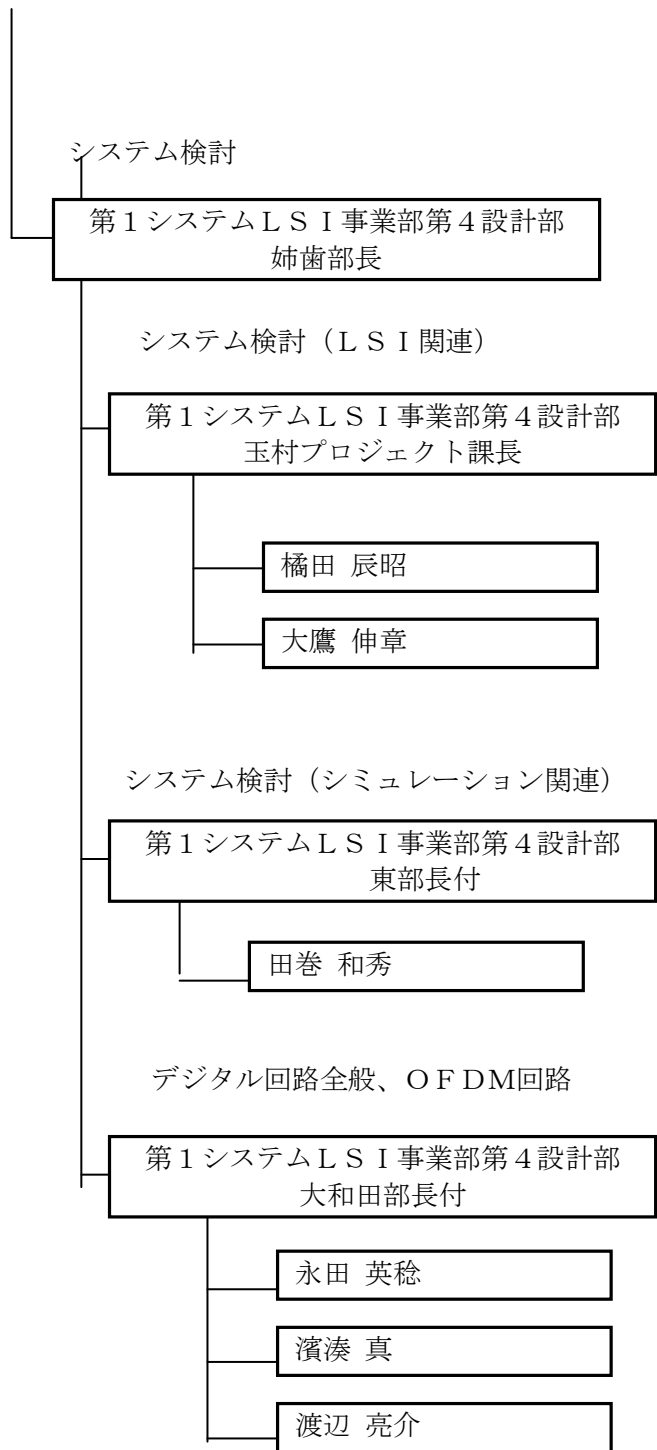 システム検討
第１システムＬＳＩ事業部第４設計部
姉歯部長
システム検討（ＬＳＩ関連）
第１システムＬＳＩ事業部第４設計部
玉村プロジェクト課長
橘田 辰昭
大鷹 伸章
システム検討（シミュレーション関連）
第１システムＬＳＩ事業部第４設計部
東部長付
田巻 和秀
デジタル回路全般、ＯＦＤＭ回路
第１システムＬＳＩ事業部第４設計部
大和田部長付
永田 英稔
濱湊 真
渡辺 亮介